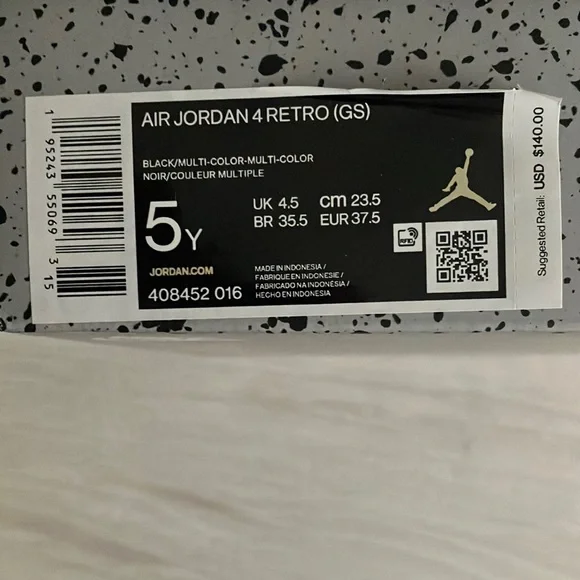 AIR JORDAN 4 RETRO (GS)
BLACK/MULTI-COLOR-MULTI-COLOR
NOIR/COULEUR MULTIPLE
5Y
UK 4.5 cm 23.5
BR 35.5 EUR 37.5
JORDAN.COM
408452 016
MADE IN INDONESIA /
FABRIQUE EN INDONESIE /
FABRICADO NA INDONESIA /
HECHO EN INDONESIA
RFID
1 95243 55069 3 15
Suggested Retail: USD $140.00